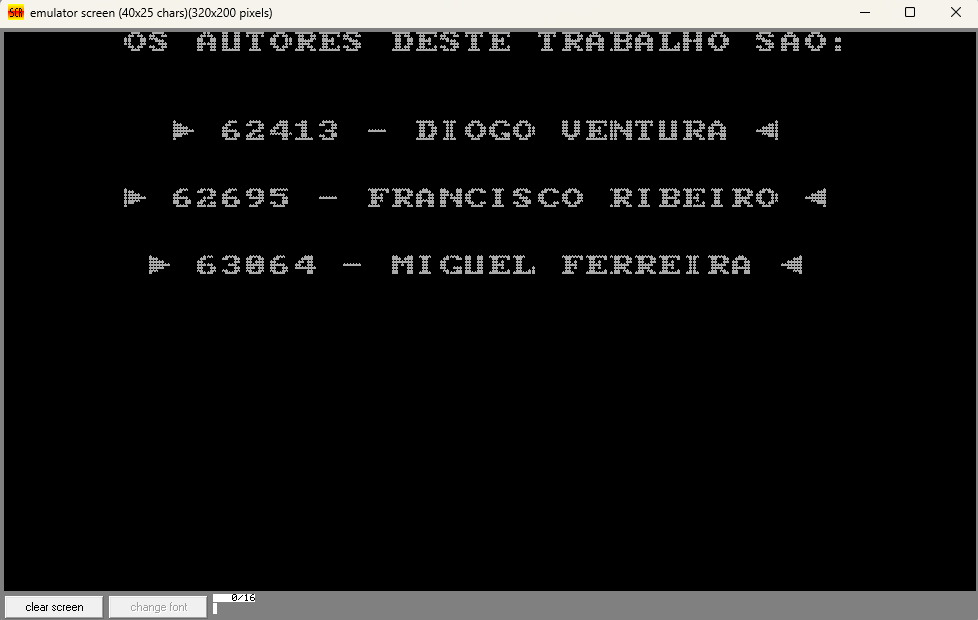 emulator screen (40x25 chars)(320x200 pixels)
OS AUTORES DESTE TRABALHO SAO:
► 62413 - DIOGO VENTURA ◄
► 62695 - FRANCISCO RIBEIRO ◄
► 63064 - MIGUEL FERREIRA ◄
clear screen change font 0/16